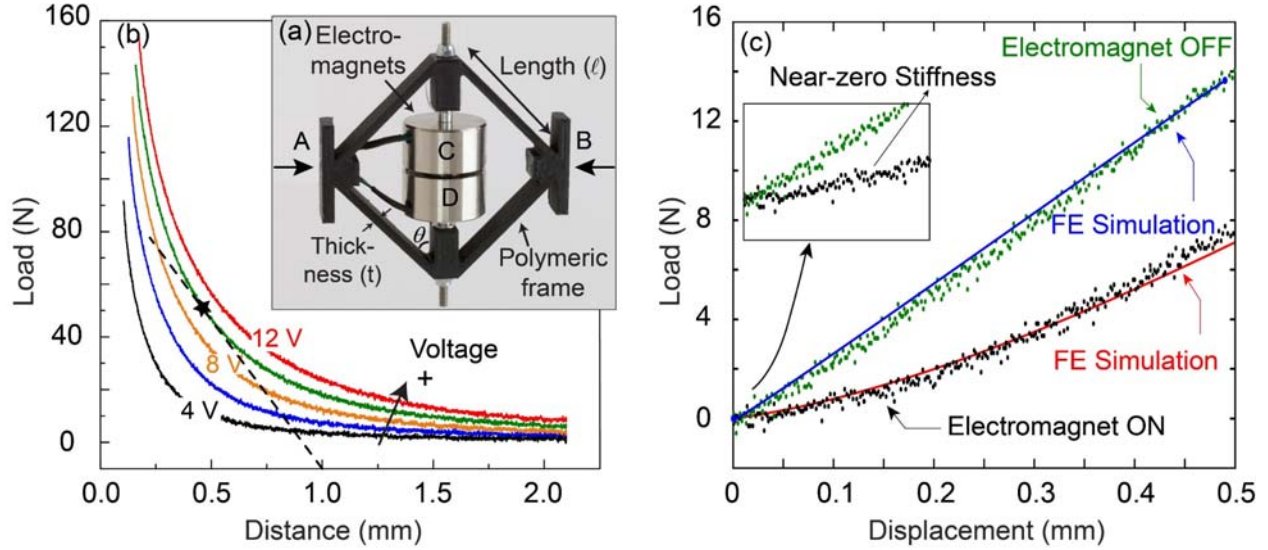 (b)
(a)
Electro-
magnets
Length (ℓ)
A
B
C
D
θ
Thick-
ness (t)
Polymeric
frame
12 V
8 V
4 V
Voltage
+
Load (N)
160
120
80
40
0
0.0
0.5
1.0
1.5
2.0
Distance (mm)
(c)
Electromagnet OFF
Near-zero Stiffness
FE Simulation
FE Simulation
Electromagnet ON
Load (N)
16
12
8
4
0
0
0.1
0.2
0.3
0.4
0.5
Displacement (mm)